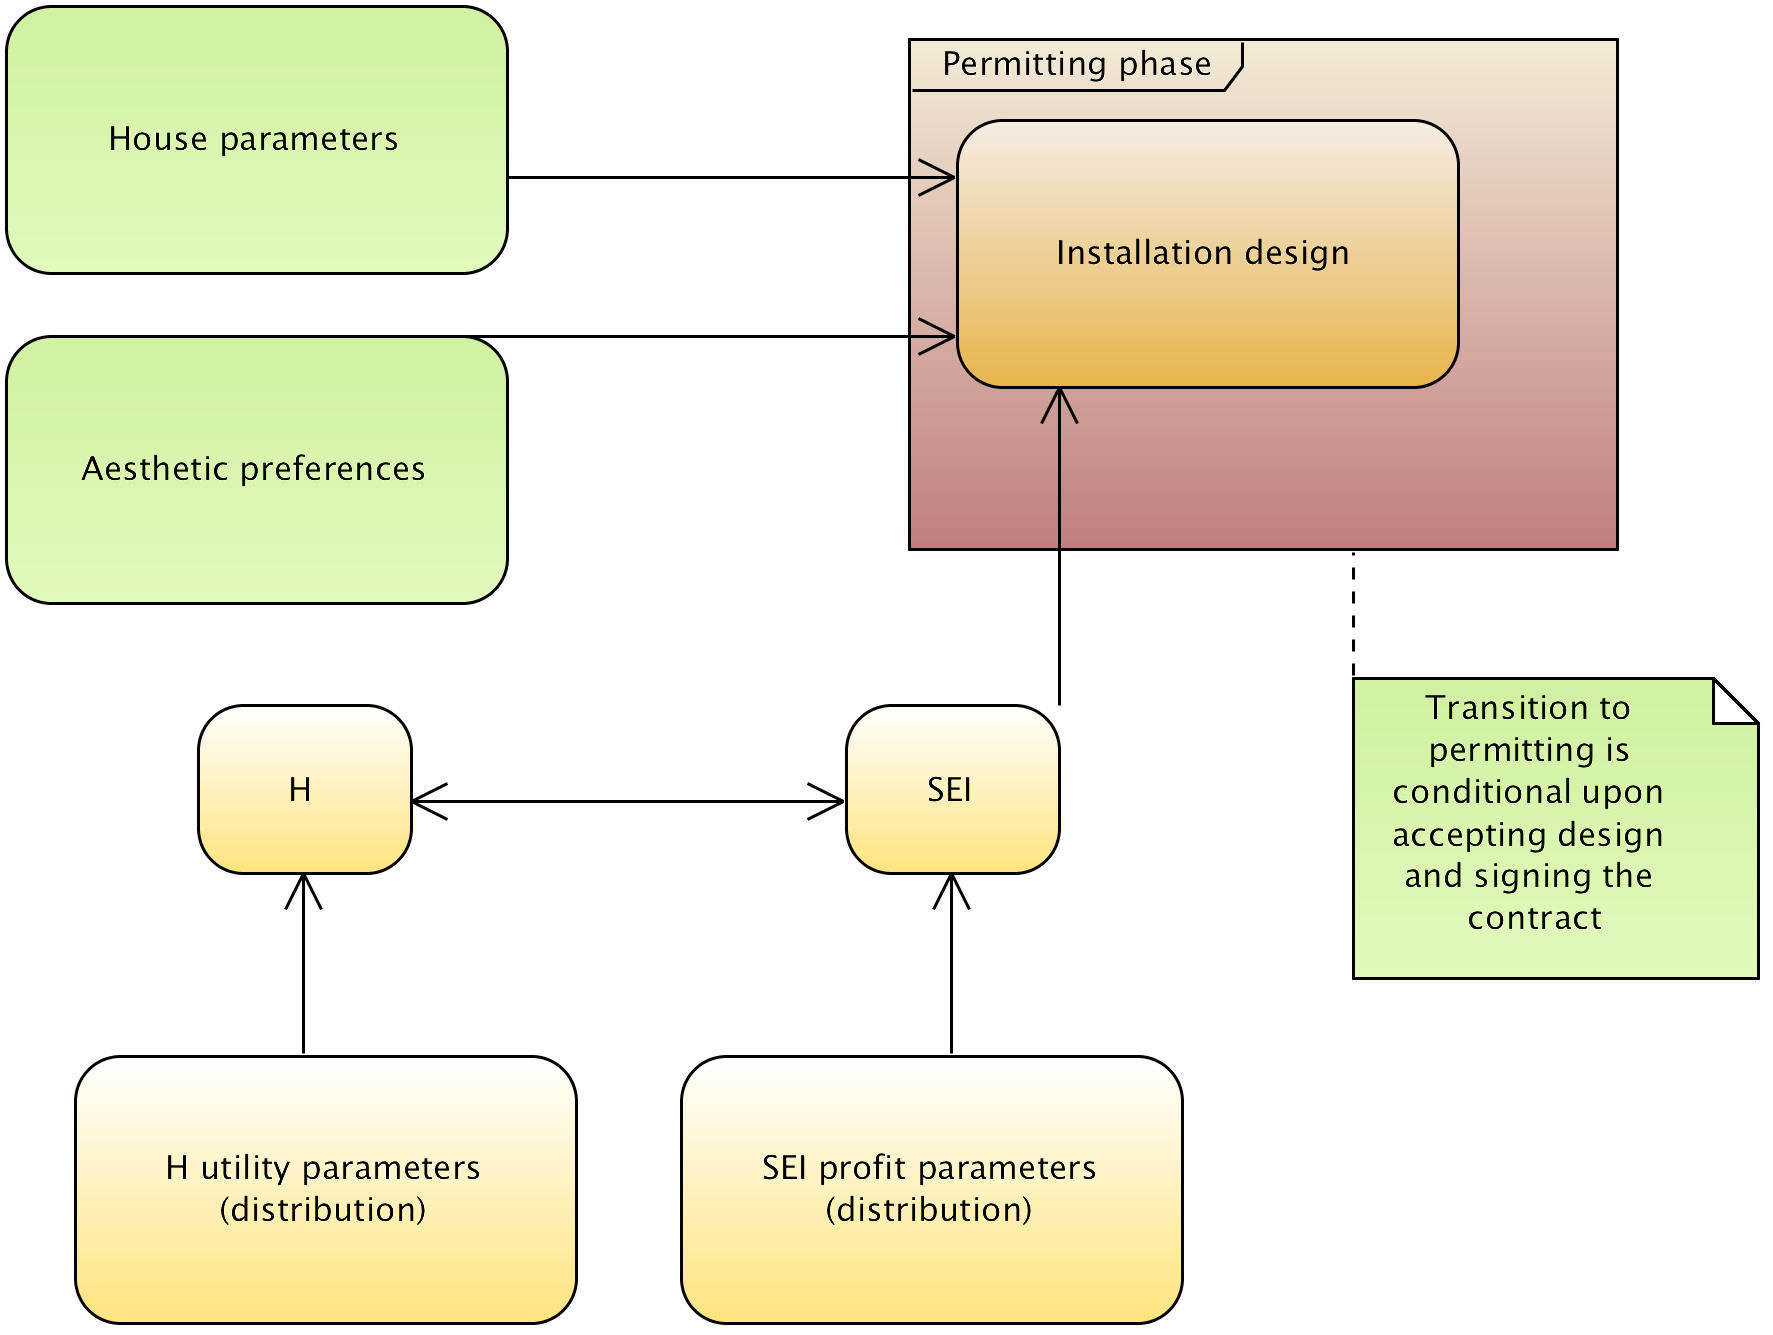 House parameters
Permitting phase
Installation design
Aesthetic preferences
H
SEI
Transition to
permitting is
conditional upon
accepting design
and signing the
contract
H utility parameters
(distribution)
SEI profit parameters
(distribution)